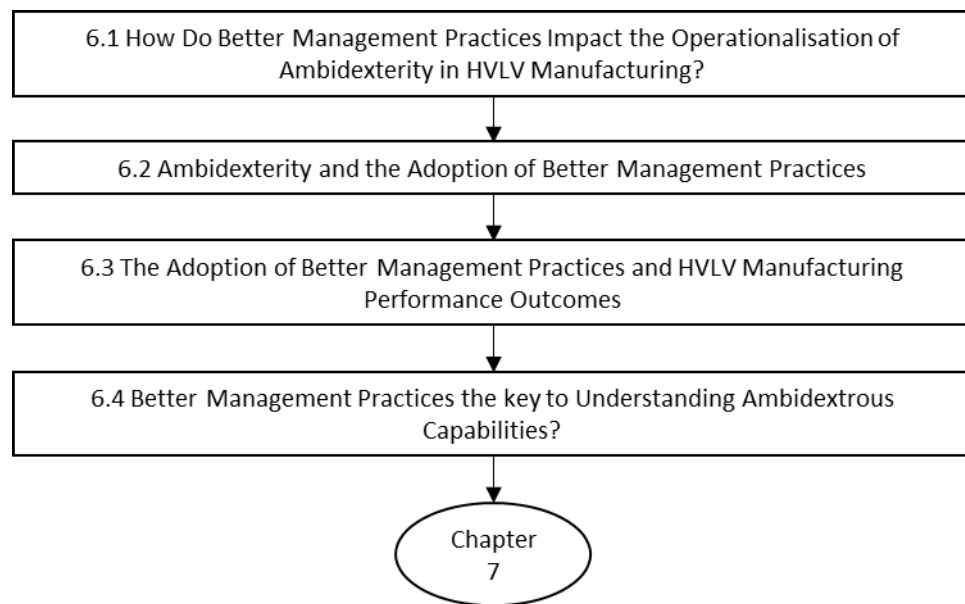 6.1 How Do Better Management Practices Impact the Operationalisation of
Ambidexterity in HVLV Manufacturing?
6.2 Ambidexterity and the Adoption of Better Management Practices
6.3 The Adoption of Better Management Practices and HVLV Manufacturing
Performance Outcomes
6.4 Better Management Practices the key to Understanding Ambidextrous
Capabilities?
Chapter
7